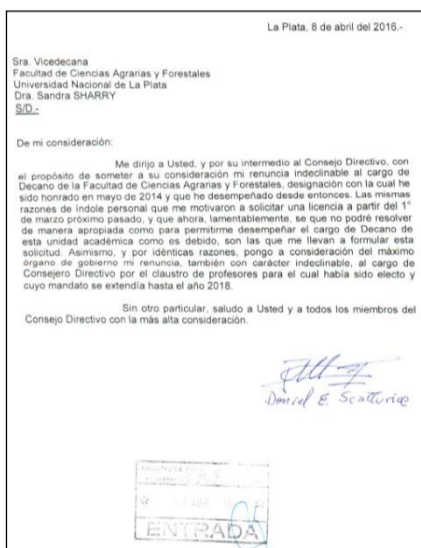 La Plata, 8 de abril del 2016.-
Sra. Vicedecana
Facultad de Ciencias Agrarias y Forestales
Universidad Nacional de La Plata
Dra. Sandra SHARRY
S/D.-
De mi consideración:
Me dirijo a Usted, y por su intermedio al Consejo Directivo, con
el propósito de someter a su consideración mi renuncia indeclinable al cargo de
Decano de la Facultad de Ciencias Agrarias y Forestales, designación con la cual he
sido honrado en mayo de 2014 y que he desempeñado desde entonces. Las mismas
razones de índole personal que me motivaron a solicitar una licencia a partir del 1°
de marzo próximo pasado, y que ahora, lamentablemente, se que no podré resolver
de manera apropiada como para permitirme desempeñar el cargo de Decano de
esta unidad académica como es debido, son las que me llevan a formular esta
solicitud. Asimismo, y por idénticas razones, pongo a consideración del máximo
órgano de gobierno mi renuncia, también con carácter indeclinable, al cargo de
Consejero Directivo por el claustro de profesores para el cual había sido electo y
cuyo mandato se extendía hasta el año 2018.
Sin otro particular, saludo a Usted y a todos los miembros del
Consejo Directivo con la más alta consideración.
Daniel E. Scatturice
ENTRADA